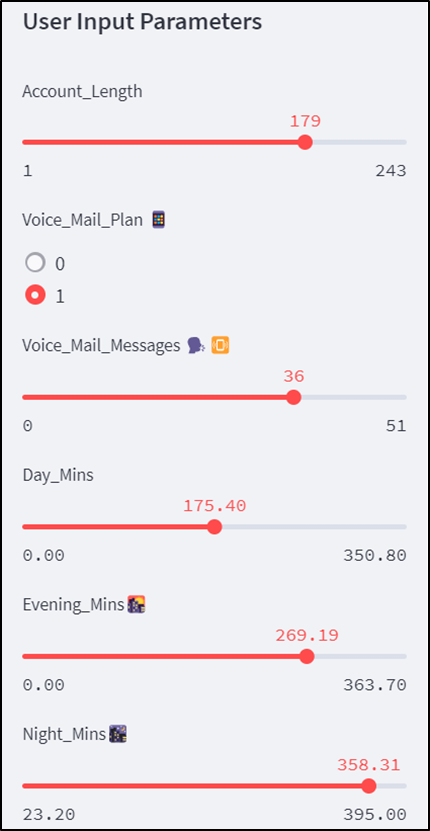 User Input Parameters
Account_Length
179
1 243
Voice_Mail_Plan
0
1
Voice_Mail_Messages
36
0 51
Day_Mins
175.40
0.00 350.80
Evening_Mins
269.19
0.00 363.70
Night_Mins
358.31
23.20 395.00